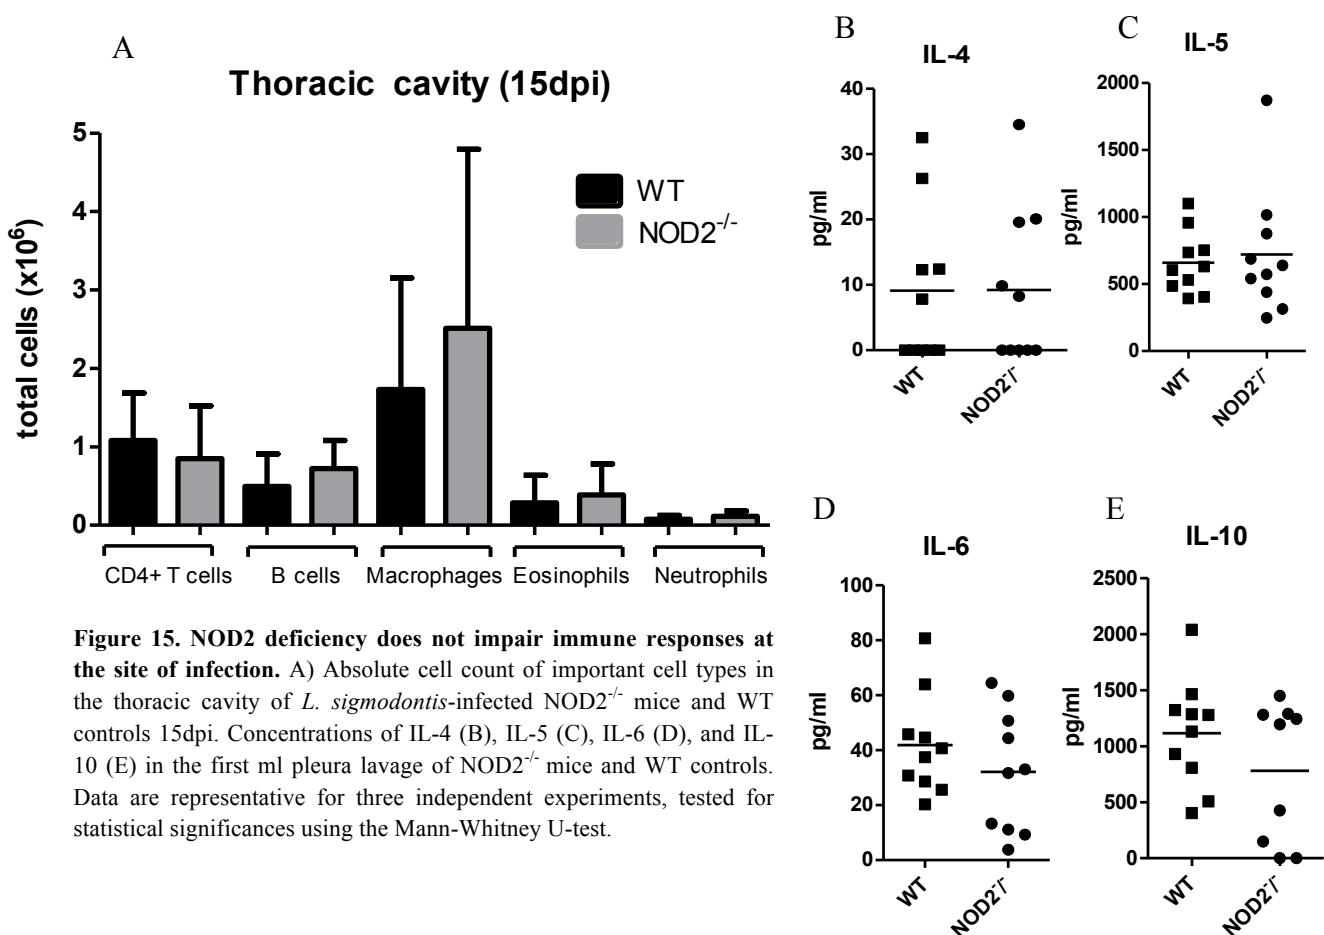 A
Thoracic cavity (15dpi)
total cells (x10⁶)
5
4
3
2
1
0
WT
NOD2⁻/⁻
CD4+ T cells
B cells
Macrophages
Eosinophils
Neutrophils
Figure 15. NOD2 deficiency does not impair immune responses at
the site of infection. A) Absolute cell count of important cell types in
the thoracic cavity of L. sigmodontis-infected NOD2⁻/⁻ mice and WT
controls 15dpi. Concentrations of IL-4 (B), IL-5 (C), IL-6 (D), and IL-
10 (E) in the first ml pleura lavage of NOD2⁻/⁻ mice and WT controls.
Data are representative for three independent experiments, tested for
statistical significances using the Mann-Whitney U-test.
B
IL-4
pg/ml
40
30
20
10
0
WT
NOD2⁻/⁻
C
IL-5
pg/ml
2000
1500
1000
500
0
WT
NOD2⁻/⁻
D
IL-6
pg/ml
100
80
60
40
20
0
WT
NOD2⁻/⁻
E
IL-10
pg/ml
2500
2000
1500
1000
500
0
WT
NOD2⁻/⁻